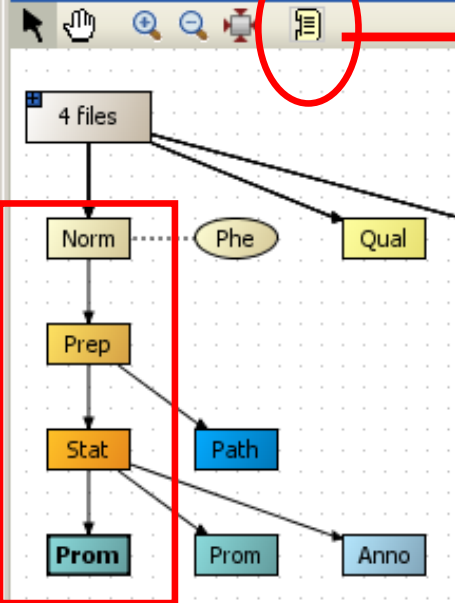 4 files
Norm Phe Qual
Prep
Stat Path
Prom Prom Anno